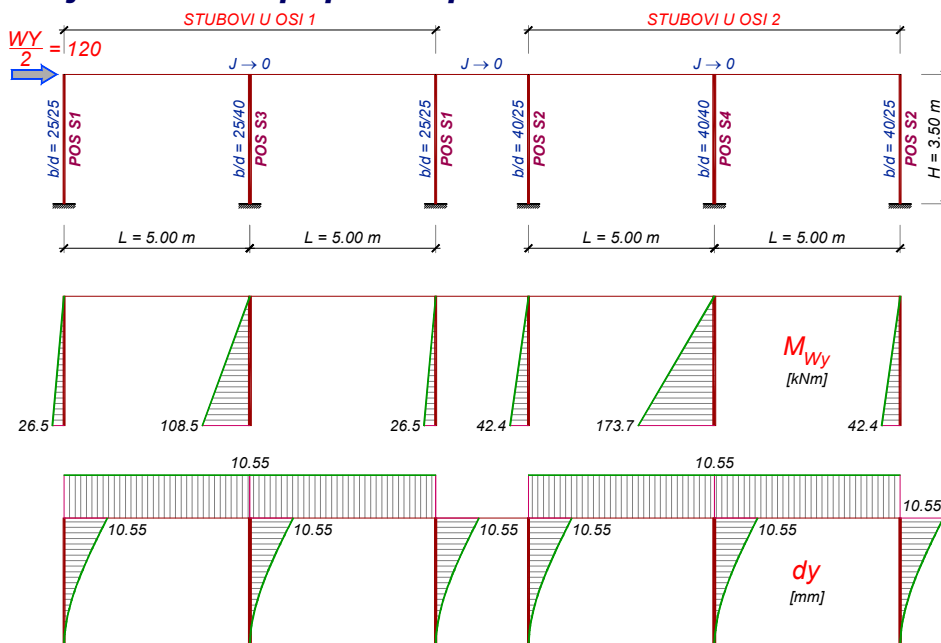 STUBOVI U OSI 1
STUBOVI U OSI 2
WY/2 = 120
J → 0
J → 0
J → 0
b/d = 25/25
POS S1
b/d = 25/40
POS S3
b/d = 25/25
POS S1
b/d = 40/25
POS S2
b/d = 40/40
POS S4
b/d = 40/25
POS S2
H = 3.50 m
L = 5.00 m
L = 5.00 m
L = 5.00 m
L = 5.00 m
M_Wy
[kNm]
26.5
108.5
26.5
42.4
173.7
42.4
10.55
10.55
10.55
10.55
10.55
10.55
10.55
10.55
dy
[mm]